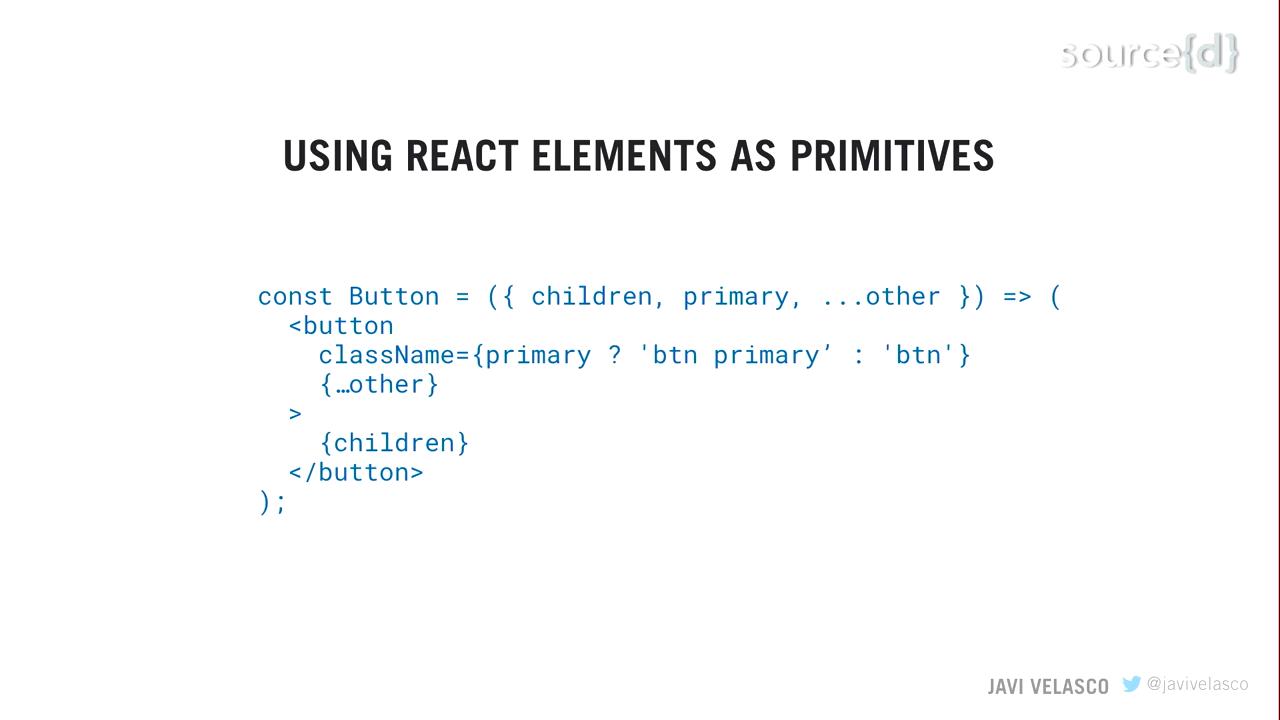 source{d}
USING REACT ELEMENTS AS PRIMITIVES
const Button = ({ children, primary, ...other }) => (
  <button
    className={primary ? 'btn primary’ : 'btn'}
    {…other}
  >
    {children}
  </button>
);
JAVI VELASCO @javivelasco